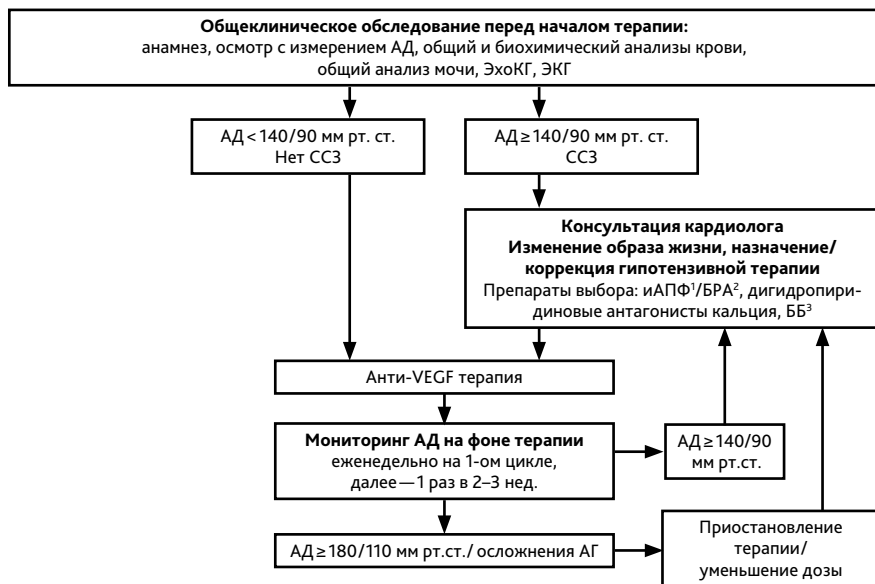 Общеклиническое обследование перед началом терапии:
анамнез, осмотр с измерением АД, общий и биохимический анализы крови,
общий анализ мочи, ЭхоКГ, ЭКГ
АД < 140/90 мм рт. ст.
Нет ССЗ
АД ≥ 140/90 мм рт. ст.
ССЗ
Консультация кардиолога
Изменение образа жизни, назначение/
коррекция гипотензивной терапии
Препараты выбора: иАПФ¹/БРА², дигидропири-
диновые антагонисты кальция, ББ³
Анти-VEGF терапия
Мониторинг АД на фоне терапии
еженедельно на 1-ом цикле,
далее — 1 раз в 2–3 нед.
АД ≥ 140/90
мм рт.ст.
АД ≥ 180/110 мм рт.ст./ осложнения АГ
Приостановление
терапии/
уменьшение дозы